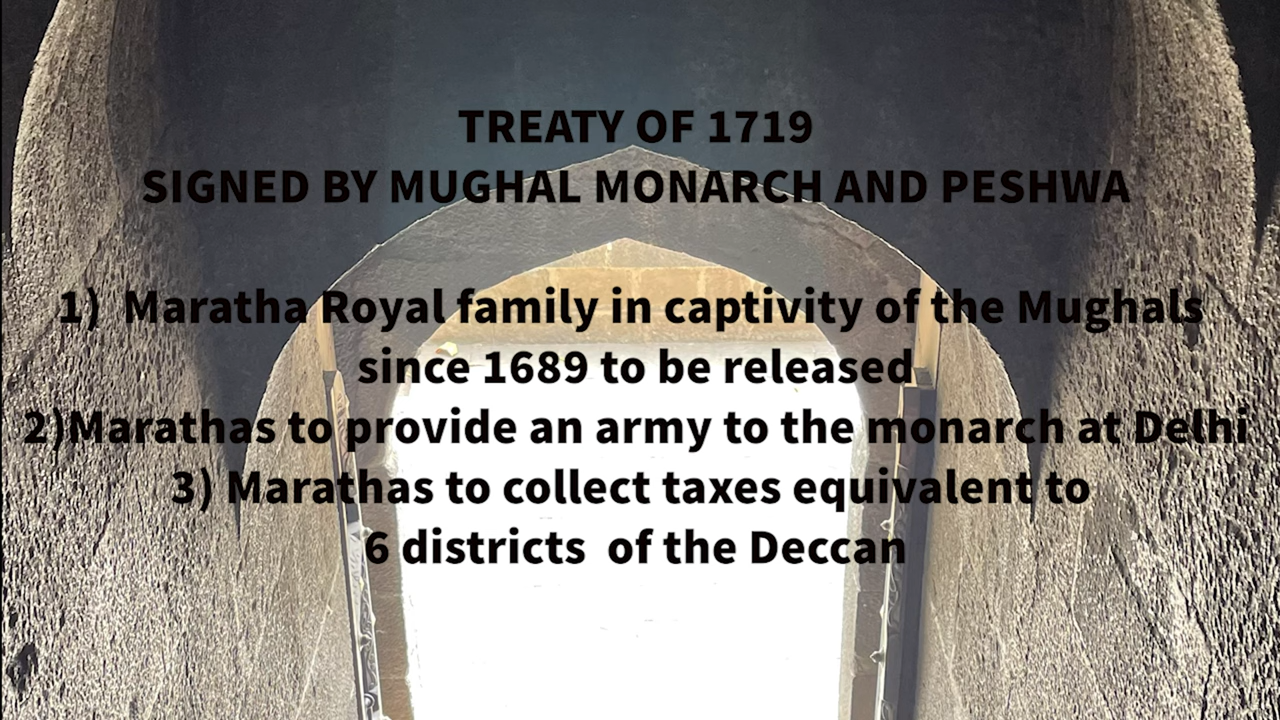 TREATY OF 1719
SIGNED BY MUGHAL MONARCH AND PESHWA
1) Maratha Royal family in captivity of the Mughals
since 1689 to be released
2)Marathas to provide an army to the monarch at Delhi
3) Marathas to collect taxes equivalent to
6 districts of the Deccan